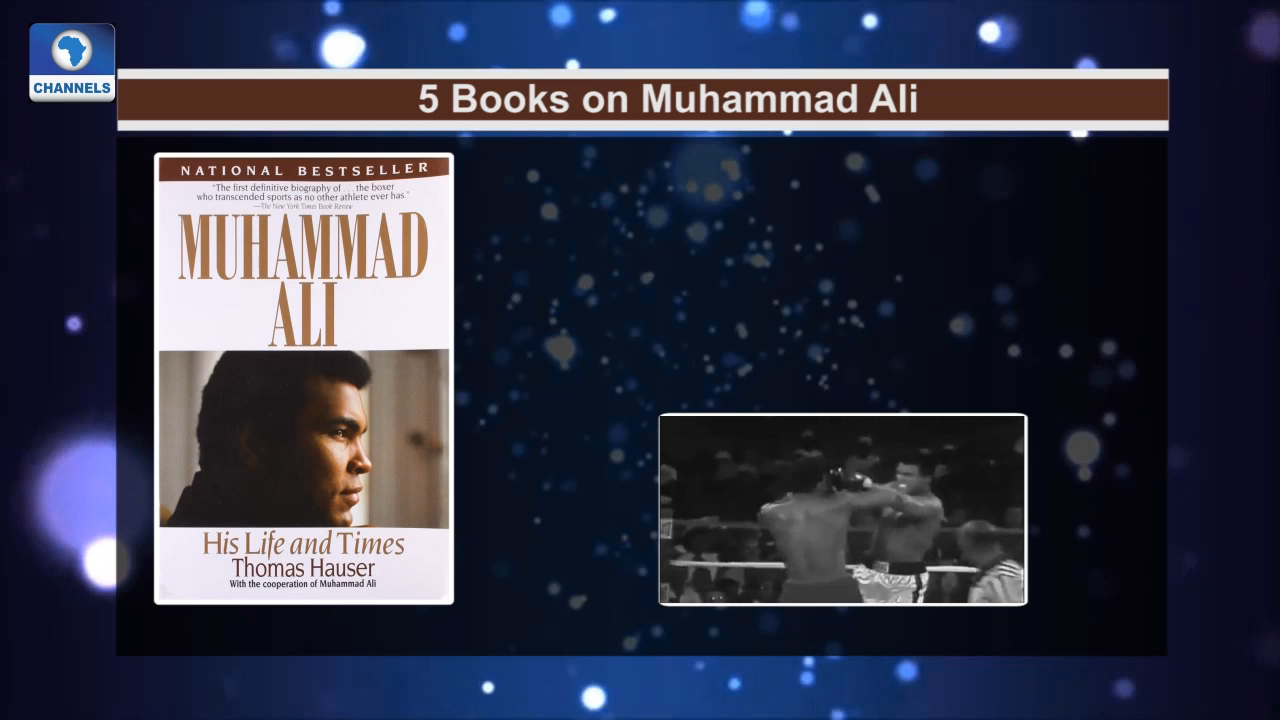 CHANNELS
5 Books on Muhammad Ali
NATIONAL BESTSELLER
"The first definitive biography of . . . the boxer
who transcended sports as no other athlete ever has."
—The New York Times Book Review
MUHAMMAD
ALI
His Life and Times
Thomas Hauser
With the cooperation of Muhammad Ali